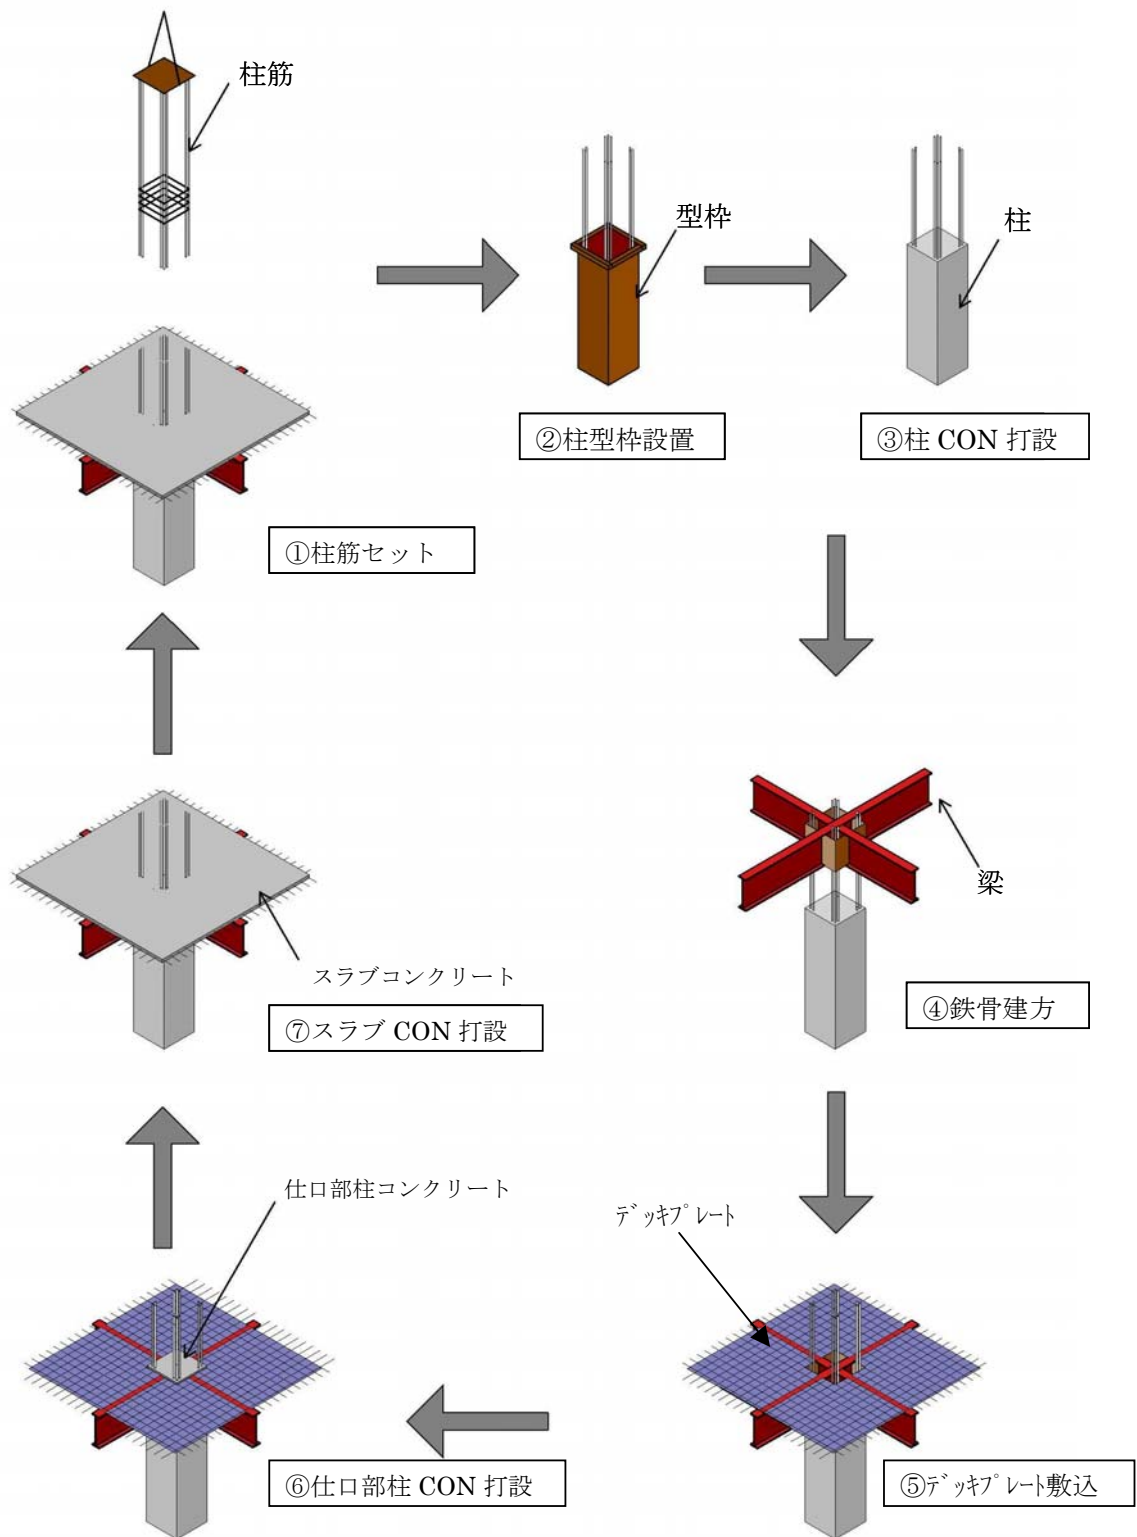 柱筋
型枠
柱
②柱型枠設置
③柱 CON 打設
①柱筋セット
梁
スラブコンクリート
④鉄骨建方
⑦スラブ CON 打設
仕口部柱コンクリート
ﾃﾞｯｷﾌﾟﾚｰﾄ
⑥仕口部柱 CON 打設
⑤ﾃﾞｯｷﾌﾟﾚｰﾄ敷込